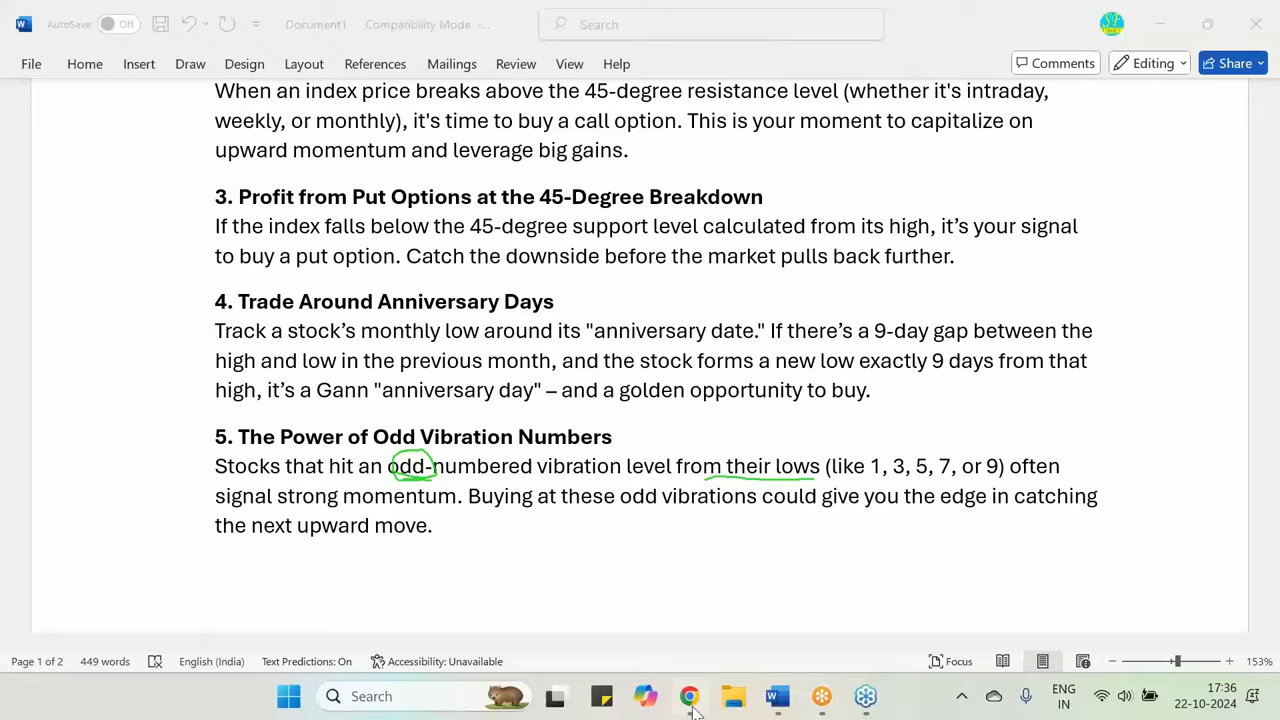 AutoSave Off Document1 Compatibility Mode -... Search
File Home Insert Draw Design Layout References Mailings Review View Help Comments Editing Share
When an index price breaks above the 45-degree resistance level (whether it's intraday,
weekly, or monthly), it's time to buy a call option. This is your moment to capitalize on
upward momentum and leverage big gains.
3. Profit from Put Options at the 45-Degree Breakdown
If the index falls below the 45-degree support level calculated from its high, it’s your signal
to buy a put option. Catch the downside before the market pulls back further.
4. Trade Around Anniversary Days
Track a stock’s monthly low around its "anniversary date." If there’s a 9-day gap between the
high and low in the previous month, and the stock forms a new low exactly 9 days from that
high, it’s a Gann "anniversary day" – and a golden opportunity to buy.
5. The Power of Odd Vibration Numbers
Stocks that hit an odd-numbered vibration level from their lows (like 1, 3, 5, 7, or 9) often
signal strong momentum. Buying at these odd vibrations could give you the edge in catching
the next upward move.
Page 1 of 2 449 words English (India) Text Predictions: On Accessibility: Unavailable Focus 153%
Search ENG 17:36
IN 22-10-2024